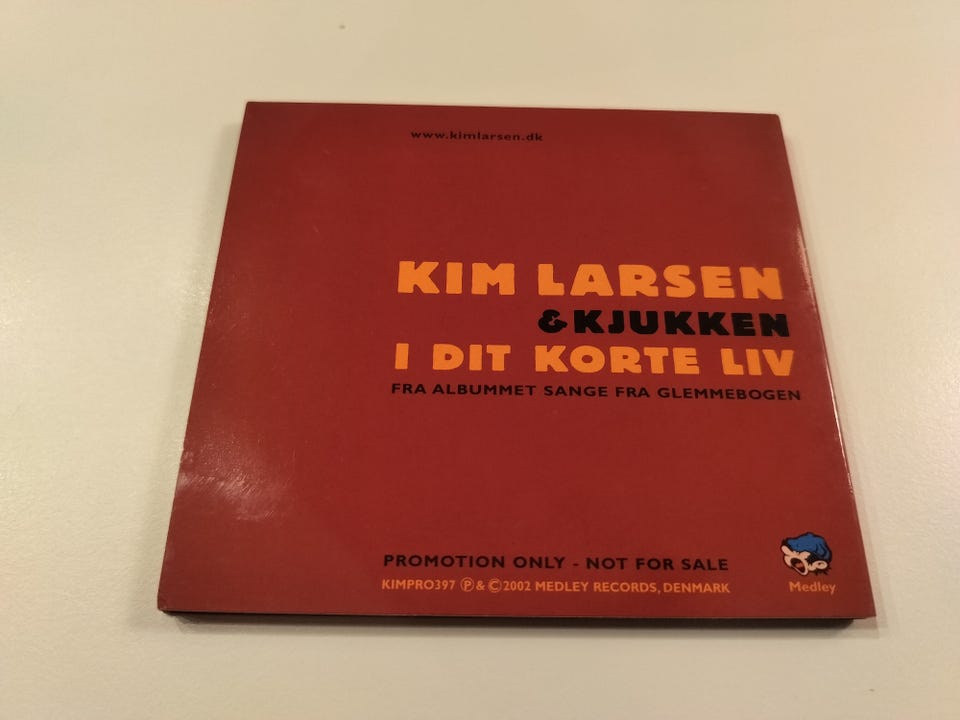 www.kimlarsen.dk
KIM LARSEN
& KJUKKEN
I DIT KORTE LIV
FRA ALBUMMET SANGE FRA GLEMMEBOGEN
PROMOTION ONLY - NOT FOR SALE
KIMPRO397 ℗ & © 2002 MEDLEY RECORDS, DENMARK
Medley